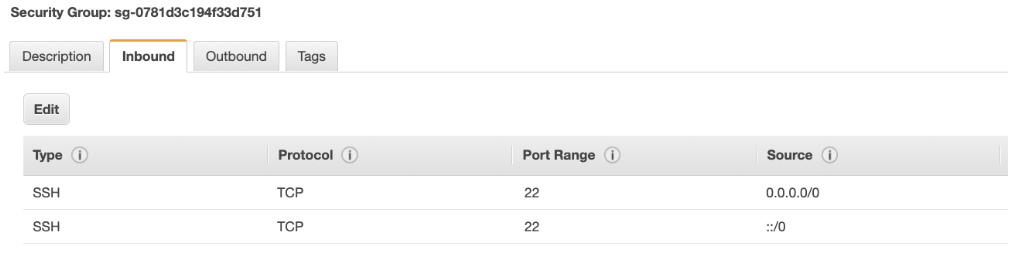 Security Group: sg-0781d3c194f33d751
Description Inbound Outbound Tags
Edit
Type i Protocol i Port Range i Source i
SSH TCP 22 0.0.0.0/0
SSH TCP 22 ::/0